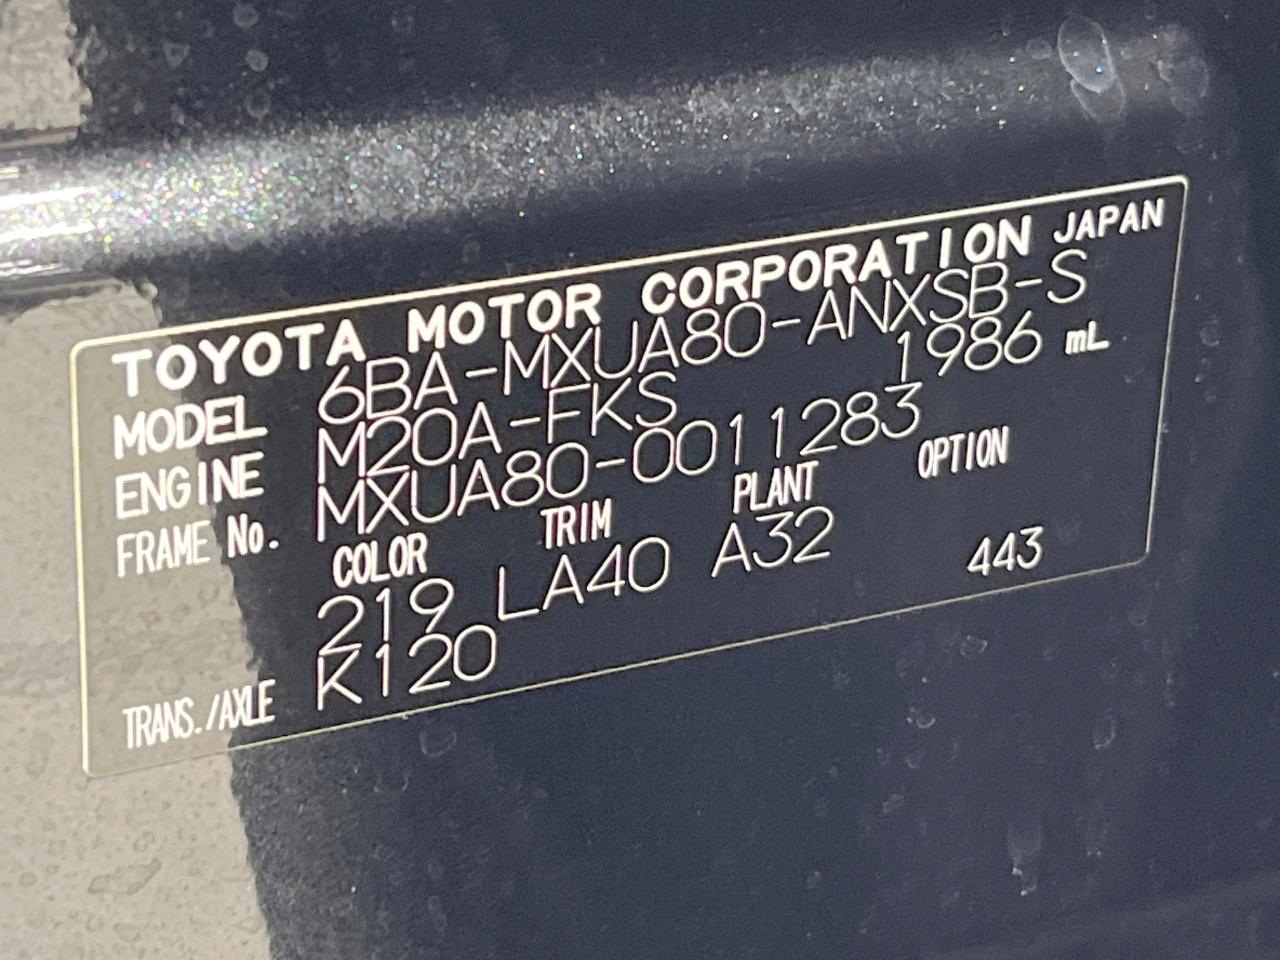 TOYOTA MOTOR CORPORATION JAPAN
MODEL 6BA-MXUA80-ANXSB-S
ENGINE M20A-FKS 1986 mL
FRAME No. MXUA80-0011283
COLOR TRIM PLANT OPTION
219 LA40 A32 443
TRANS./AXLE K120